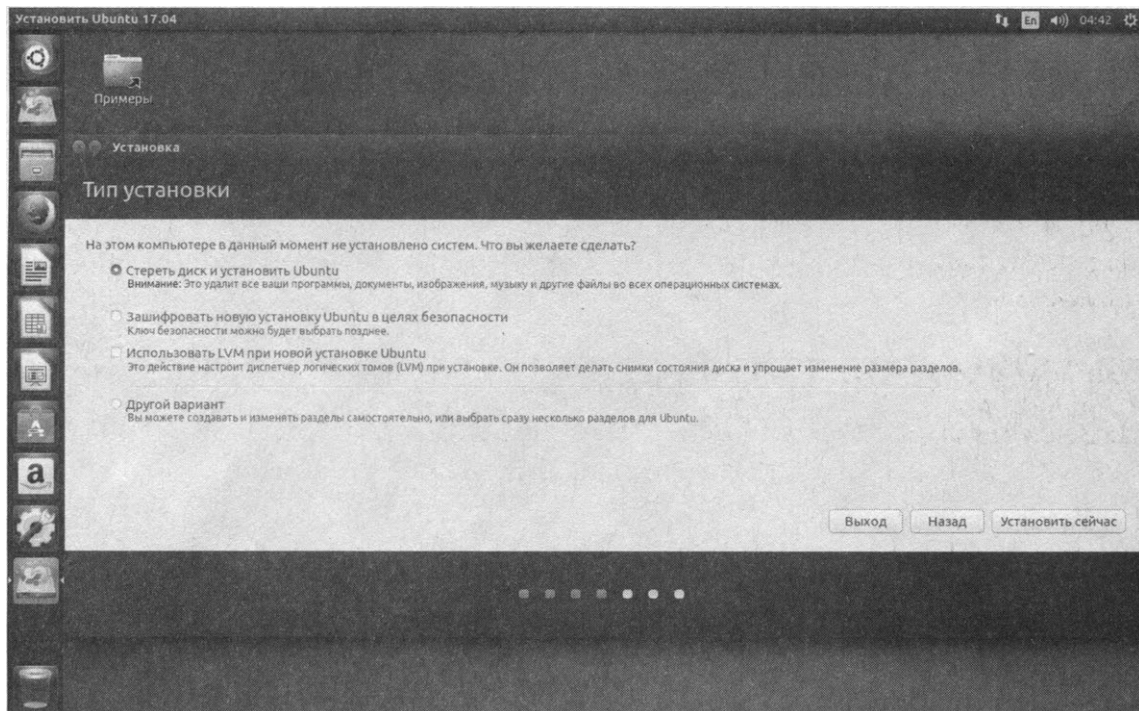 Установить Ubuntu 17.04
En
04:42
Примеры
Установка
Тип установки
На этом компьютере в данный момент не установлено систем. Что вы желаете сделать?
Стереть диск и установить Ubuntu
Внимание: Это удалит все ваши программы, документы, изображения, музыку и другие файлы во всех операционных системах.
Зашифровать новую установку Ubuntu в целях безопасности
Ключ безопасности можно будет выбрать позднее.
Использовать LVM при новой установке Ubuntu
Это действие настроит диспетчер логических томов (LVM) при установке. Он позволяет делать снимки состояния диска и упрощает изменение размера разделов.
Другой вариант
Вы можете создавать и изменять разделы самостоятельно, или выбрать сразу несколько разделов для Ubuntu.
a
Выход
Назад
Установить сейчас